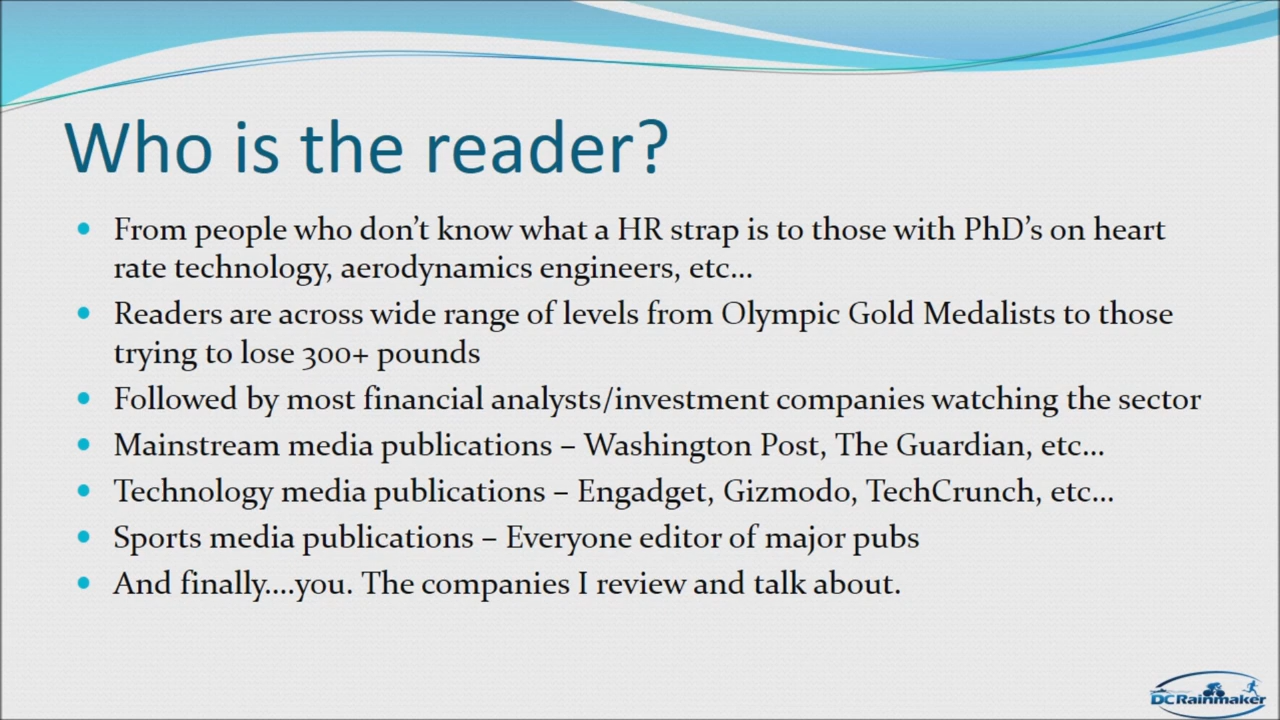 Who is the reader?
From people who don’t know what a HR strap is to those with PhD’s on heart
rate technology, aerodynamics engineers, etc…
Readers are across wide range of levels from Olympic Gold Medalists to those
trying to lose 300+ pounds
Followed by most financial analysts/investment companies watching the sector
Mainstream media publications – Washington Post, The Guardian, etc…
Technology media publications – Engadget, Gizmodo, TechCrunch, etc…
Sports media publications – Everyone editor of major pubs
And finally….you. The companies I review and talk about.
DCRainmaker